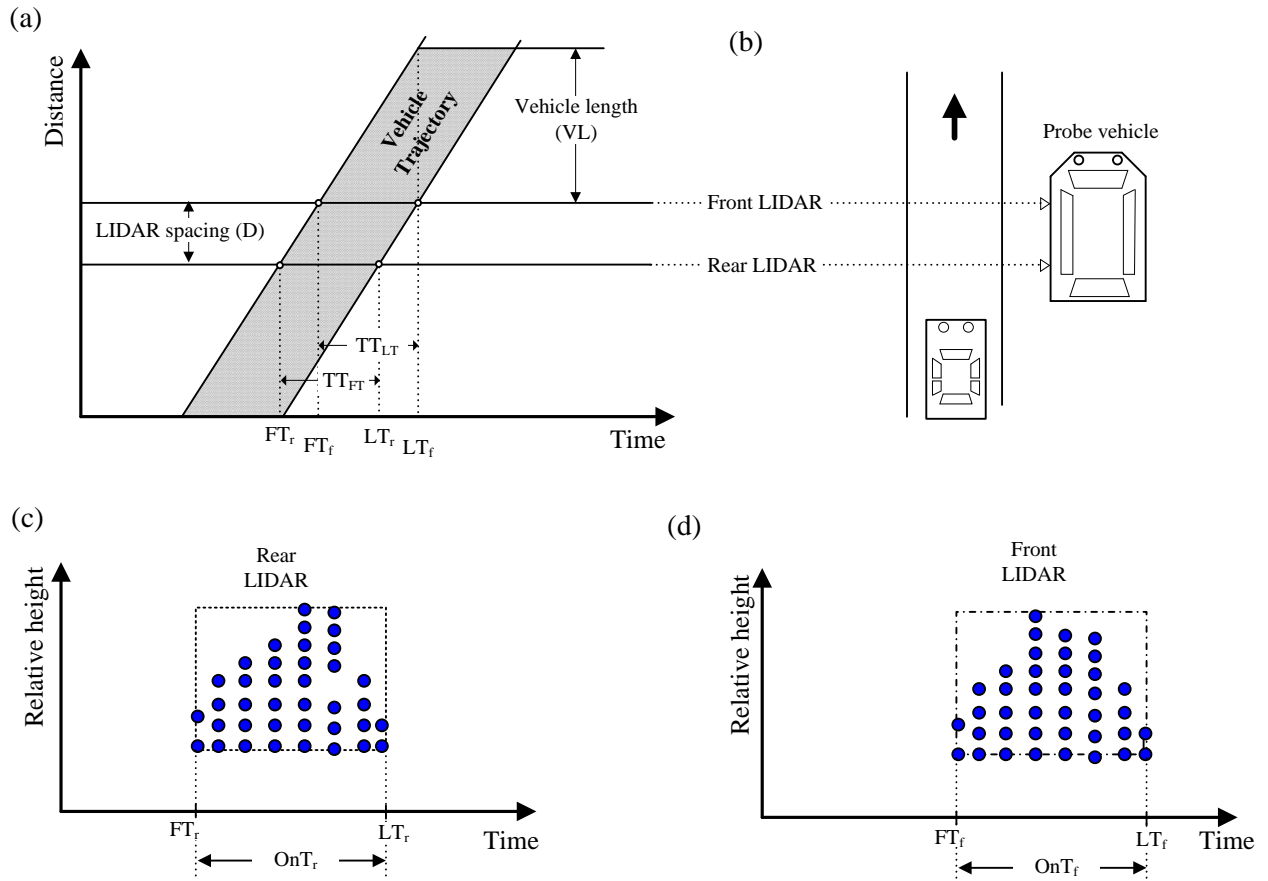 (a)
Distance
Vehicle
Trajectory
Vehicle length
(VL)
LIDAR spacing (D)
TT_LT
TT_FT
FT_r
FT_f
LT_r
LT_f
Time
(b)
Probe vehicle
Front LIDAR
Rear LIDAR
(c)
Relative height
Rear
LIDAR
FT_r
LT_r
Time
OnT_r
(d)
Relative height
Front
LIDAR
FT_f
LT_f
Time
OnT_f